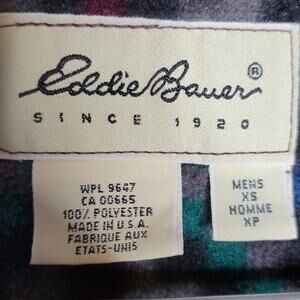 Eddie Bauer®
SINCE 1920
WPL 9647
CA 00665
100% POLYESTER
MADE IN U.S.A.
FABRIQUE AUX
ETATS-UNIS
MENS
XS
HOMME
XP